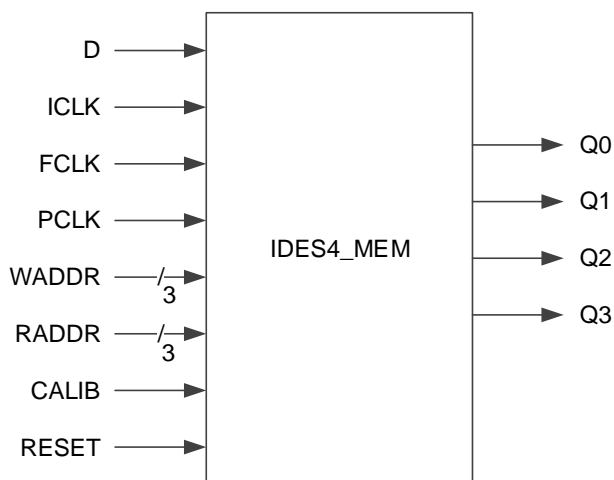 D
ICLK
FCLK
PCLK
WADDR
3
RADDR
3
CALIB
RESET
IDES4_MEM
Q0
Q1
Q2
Q3